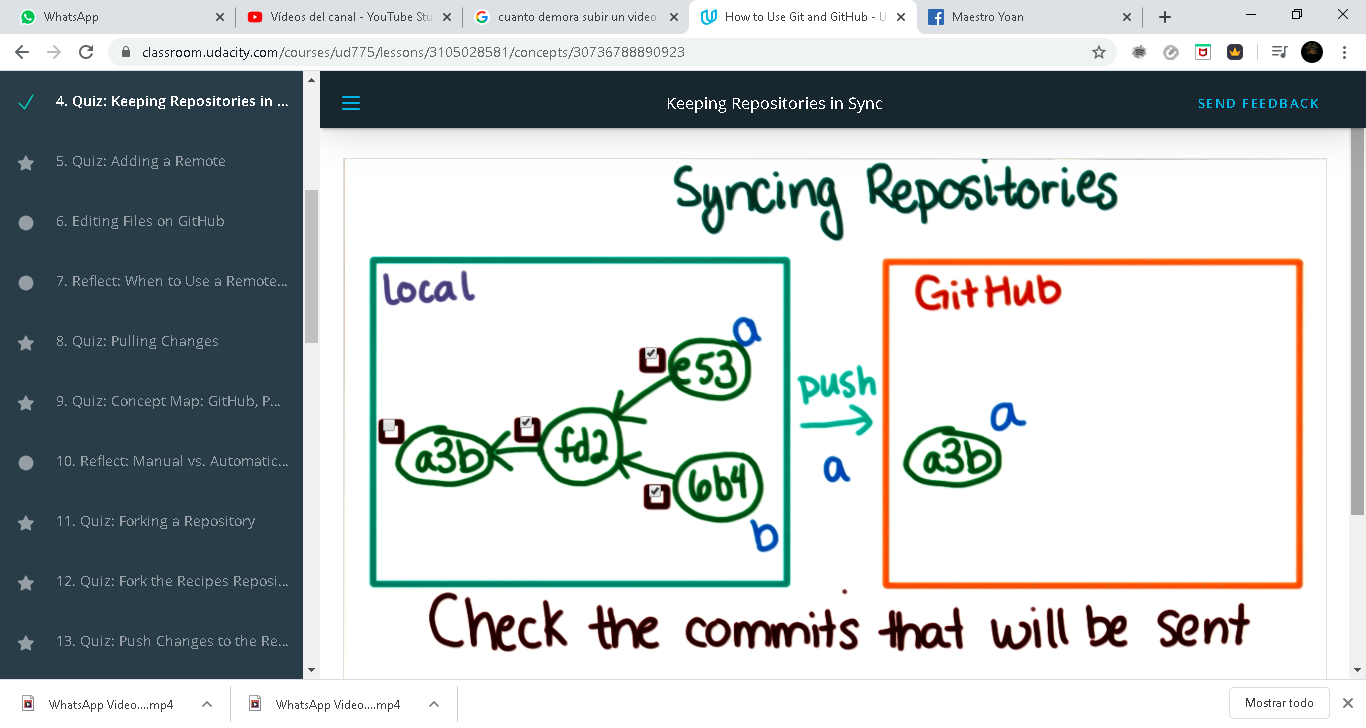 WhatsApp
Vídeos del canal - YouTube Stu
cuanto demora subir un video
How to Use Git and GitHub - U
Maestro Yoan
classroom.udacity.com/courses/ud775/lessons/3105028581/concepts/30736788890923
4. Quiz: Keeping Repositories in ...
5. Quiz: Adding a Remote
6. Editing Files on GitHub
7. Reflect: When to Use a Remote...
8. Quiz: Pulling Changes
9. Quiz: Concept Map: GitHub, P...
10. Reflect: Manual vs. Automatic...
11. Quiz: Forking a Repository
12. Quiz: Fork the Recipes Reposi...
13. Quiz: Push Changes to the Re...
Keeping Repositories in Sync
SEND FEEDBACK
Syncing Repositories
local
a
e53
a3b
fd2
6b4
b
push
a
GitHub
a
a3b
Check the commits that will be sent
WhatsApp Video....mp4
WhatsApp Video....mp4
Mostrar todo